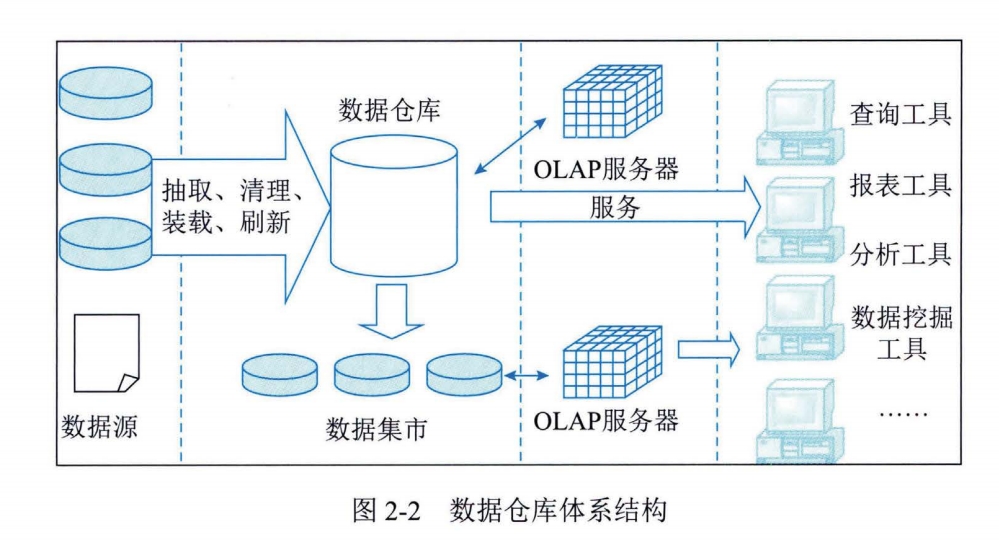 数据仓库
OLAP服务器
服务
抽取、清理、
装载、刷新
查询工具
报表工具
分析工具
数据挖掘
工具
……
数据源
数据集市
OLAP服务器
图 2-2 数据仓库体系结构